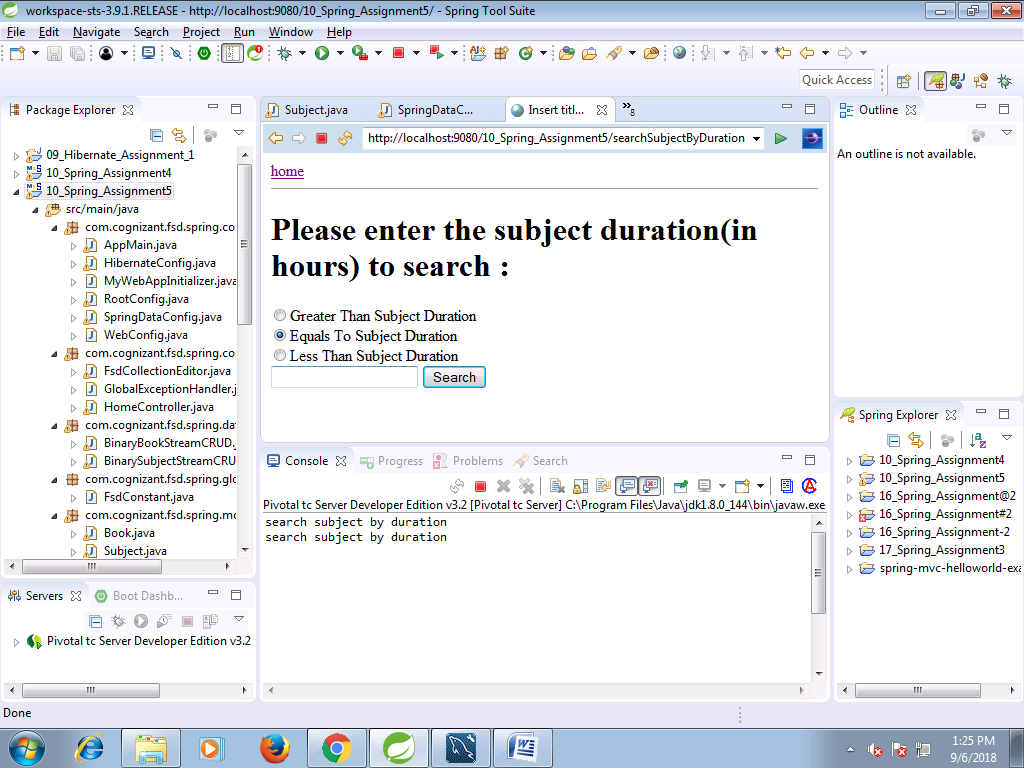 workspace-sts-3.9.1.RELEASE - http://localhost:9080/10_Spring_Assignment5/ - Spring Tool Suite
File Edit Navigate Search Project Run Window Help
Quick Access
Package Explorer
09_Hibernate_Assignment_1
10_Spring_Assignment4
10_Spring_Assignment5
src/main/java
com.cognizant.fsd.spring.co
AppMain.java
HibernateConfig.java
MyWebAppInitializer.java
RootConfig.java
SpringDataConfig.java
WebConfig.java
com.cognizant.fsd.spring.co
FsdCollectionEditor.java
GlobalExceptionHandler.j
HomeController.java
com.cognizant.fsd.spring.da
BinaryBookStreamCRUD.
BinarySubjectStreamCRU
com.cognizant.fsd.spring.glo
FsdConstant.java
com.cognizant.fsd.spring.mo
Book.java
Subject.java
Servers Boot Dashb...
Pivotal tc Server Developer Edition v3.2
Subject.java SpringDataC... Insert titl... »8
http://localhost:9080/10_Spring_Assignment5/searchSubjectByDuration
home
Please enter the subject duration(in
hours) to search :
Greater Than Subject Duration
Equals To Subject Duration
Less Than Subject Duration
Search
Console Progress Problems Search
Pivotal tc Server Developer Edition v3.2 [Pivotal tc Server] C:\Program Files\Java\jdk1.8.0_144\bin\javaw.exe
search subject by duration
search subject by duration
Outline
An outline is not available.
Spring Explorer
10_Spring_Assignment4
10_Spring_Assignment5
16_Spring_Assignment@2
16_Spring_Assignment#2
16_Spring_Assignment-2
17_Spring_Assignment3
spring-mvc-helloworld-exa
Done
1:25 PM
9/6/2018